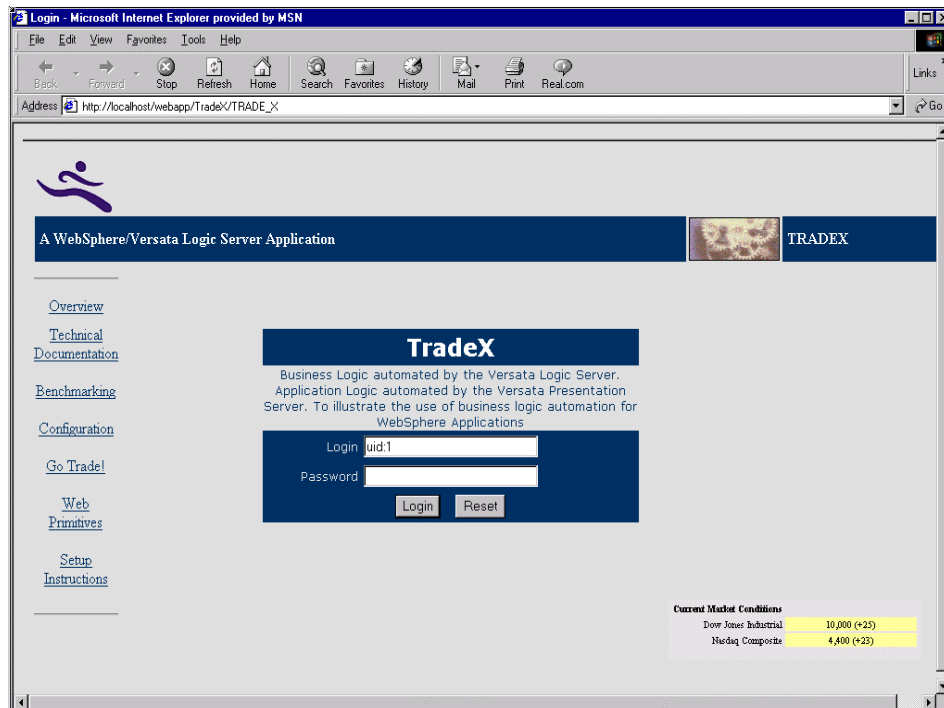 Login - Microsoft Internet Explorer provided by MSN
File Edit View Favorites Tools Help
Back Forward Stop Refresh Home Search Favorites History Mail Print Real.com
Links
Address http://localhost/webapp/TradeX/TRADE_X Go
A WebSphere/Versata Logic Server Application
TRADEX
Overview
Technical
Documentation
Benchmarking
Configuration
Go Trade!
Web
Primitives
Setup
Instructions
TradeX
Business Logic automated by the Versata Logic Server.
Application Logic automated by the Versata Presentation
Server. To illustrate the use of business logic automation for
WebSphere Applications
Login uid:1
Password
Login Reset
Current Market Conditions
Dow Jones Industrial 10,000 (+25)
Nasdaq Composite 4,400 (+23)